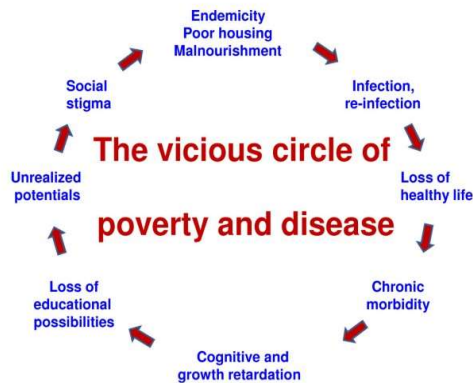 Endemicity
Poor housing
Malnourishment
Infection,
re-infection
Loss of
healthy life
Chronic
morbidity
Cognitive and
growth retardation
Loss of
educational
possibilities
Unrealized
potentials
Social
stigma
The vicious circle of
poverty and disease